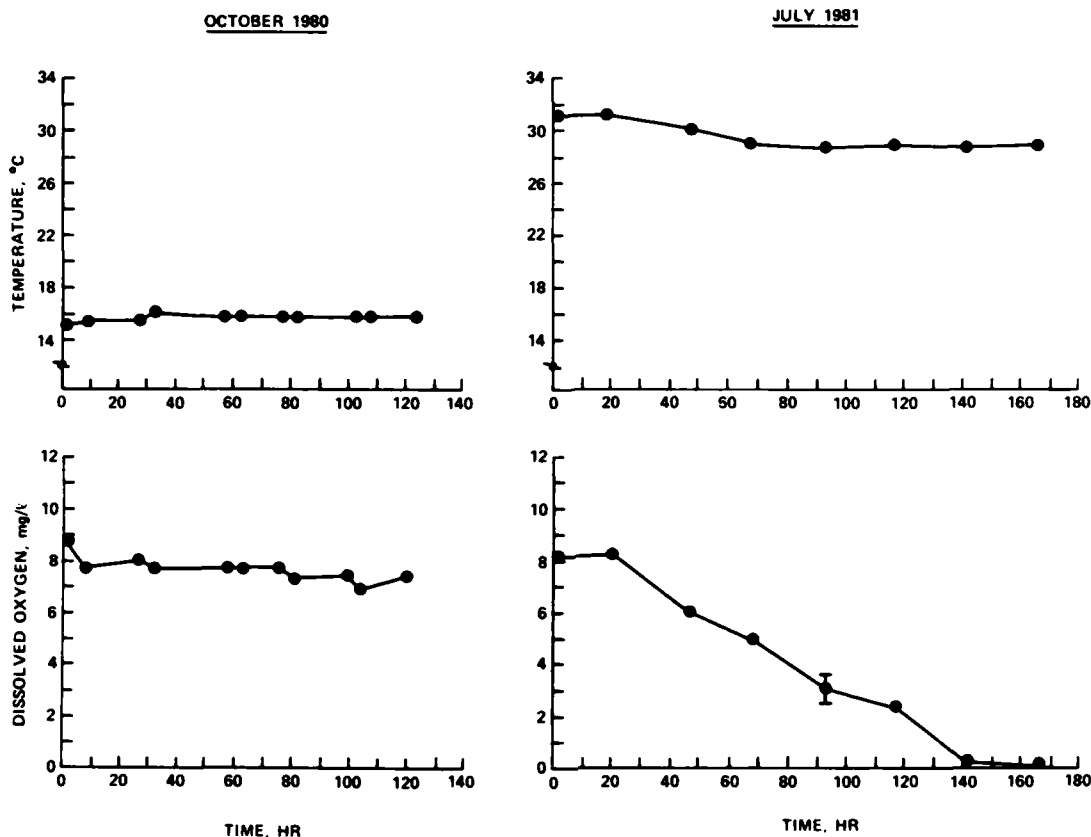 OCTOBER 1980
JULY 1981
TEMPERATURE, °C
34
30
26
22
18
14
0 20 40 60 80 100 120 140
34
30
26
22
18
14
0 20 40 60 80 100 120 140 160 180
DISSOLVED OXYGEN, mg/ℓ
12
10
8
6
4
2
0
0 20 40 60 80 100 120 140
TIME, HR
12
10
8
6
4
2
0
0 20 40 60 80 100 120 140 160 180
TIME, HR